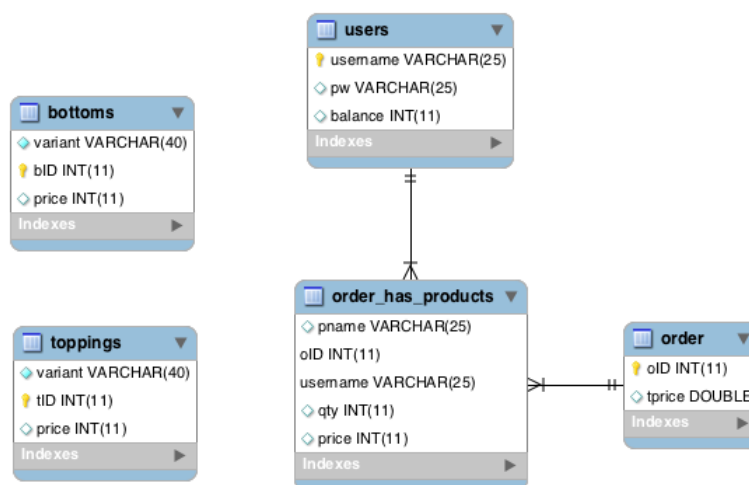 users
username VARCHAR(25)
pw VARCHAR(25)
balance INT(11)
Indexes
bottoms
variant VARCHAR(40)
bID INT(11)
price INT(11)
Indexes
order_has_products
pname VARCHAR(25)
oID INT(11)
username VARCHAR(25)
qty INT(11)
price INT(11)
Indexes
toppings
variant VARCHAR(40)
tID INT(11)
price INT(11)
Indexes
order
oID INT(11)
tprice DOUBLE
Indexes